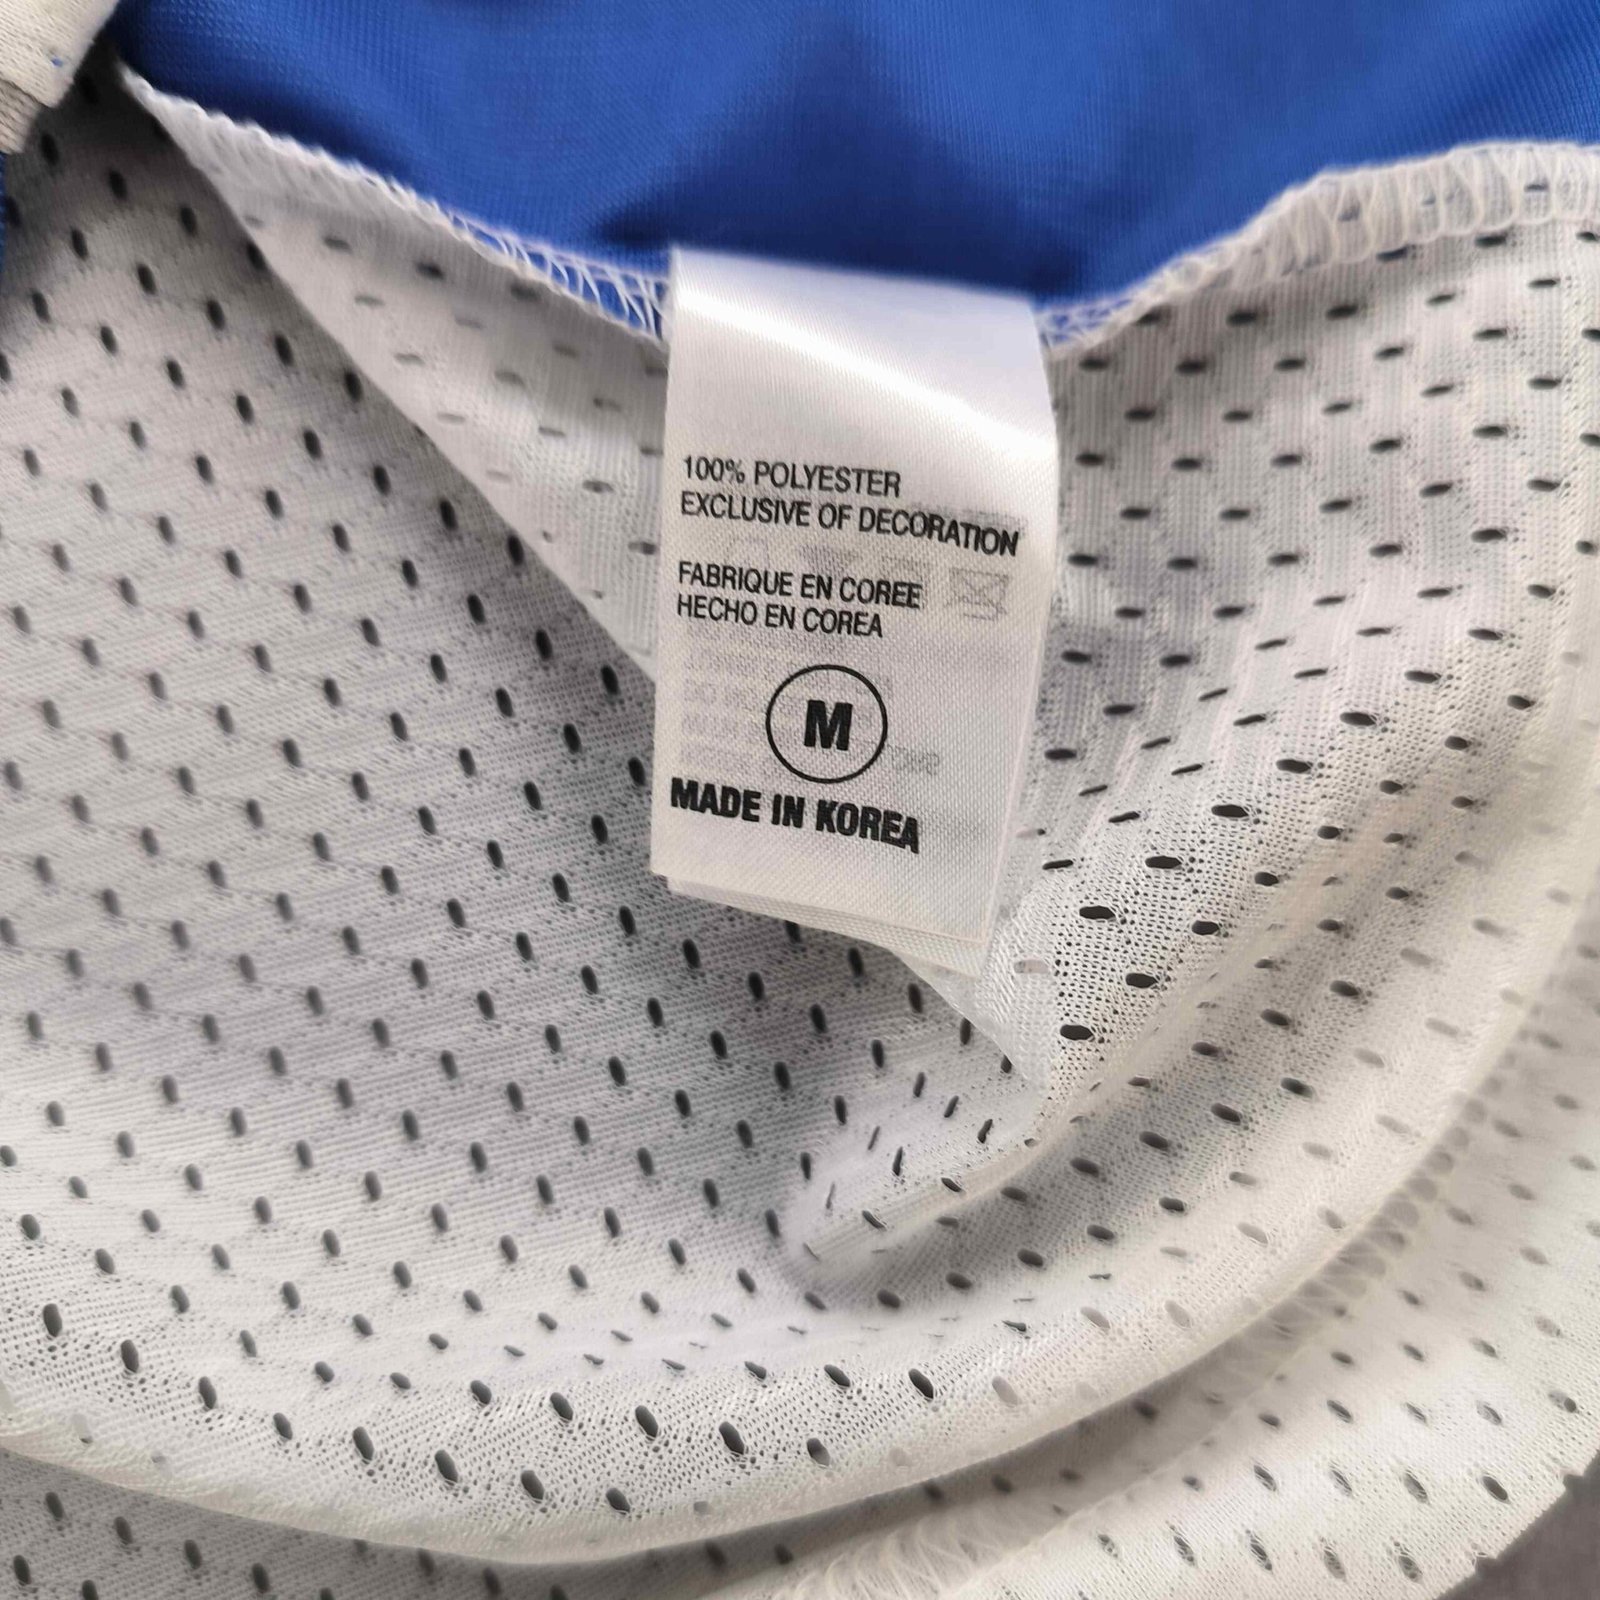 100% POLYESTER
EXCLUSIVE OF DECORATION
FABRIQUE EN COREE
HECHO EN COREA
M
MADE IN KOREA